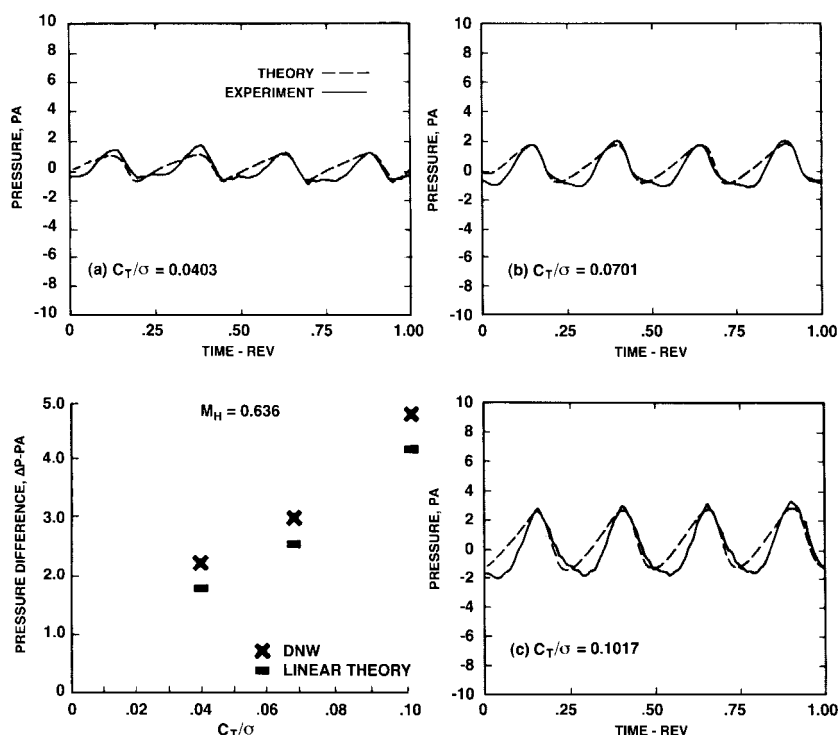 10
8
6
4
2
0
-2
-4
-6
-8
-10
PRESSURE, PA
THEORY
EXPERIMENT
(a) C_T/σ = 0.0403
0 .25 .50 .75 1.00
TIME - REV
10
8
6
4
2
0
-2
-4
-6
-8
-10
PRESSURE, PA
(b) C_T/σ = 0.0701
0 .25 .50 .75 1.00
TIME - REV
5.0
4.0
3.0
2.0
1.0
0
PRESSURE DIFFERENCE, ΔP-PA
M_H = 0.636
DNW
LINEAR THEORY
0 .02 .04 .06 .08 .10
C_T/σ
10
8
6
4
2
0
-2
-4
-6
-8
-10
PRESSURE, PA
(c) C_T/σ = 0.1017
0 .25 .50 .75 1.00
TIME - REV